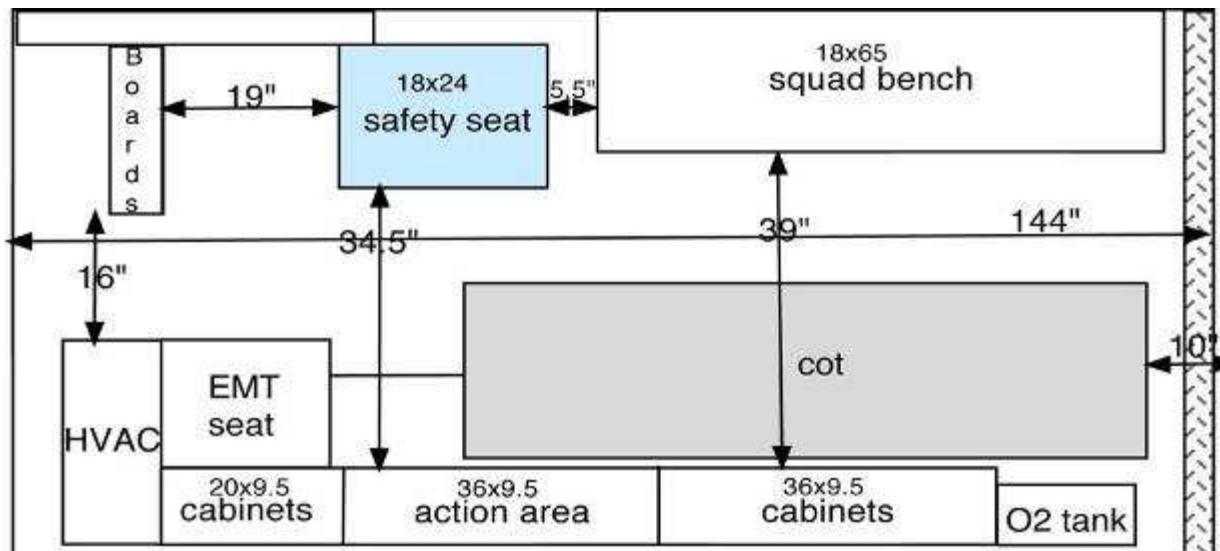 Boards
19"
18x24
safety seat
5.5"
18x65
squad bench
34.5"
39"
144"
16"
10"
HVAC
EMT
seat
cot
20x9.5
cabinets
36x9.5
action area
36x9.5
cabinets
O2 tank